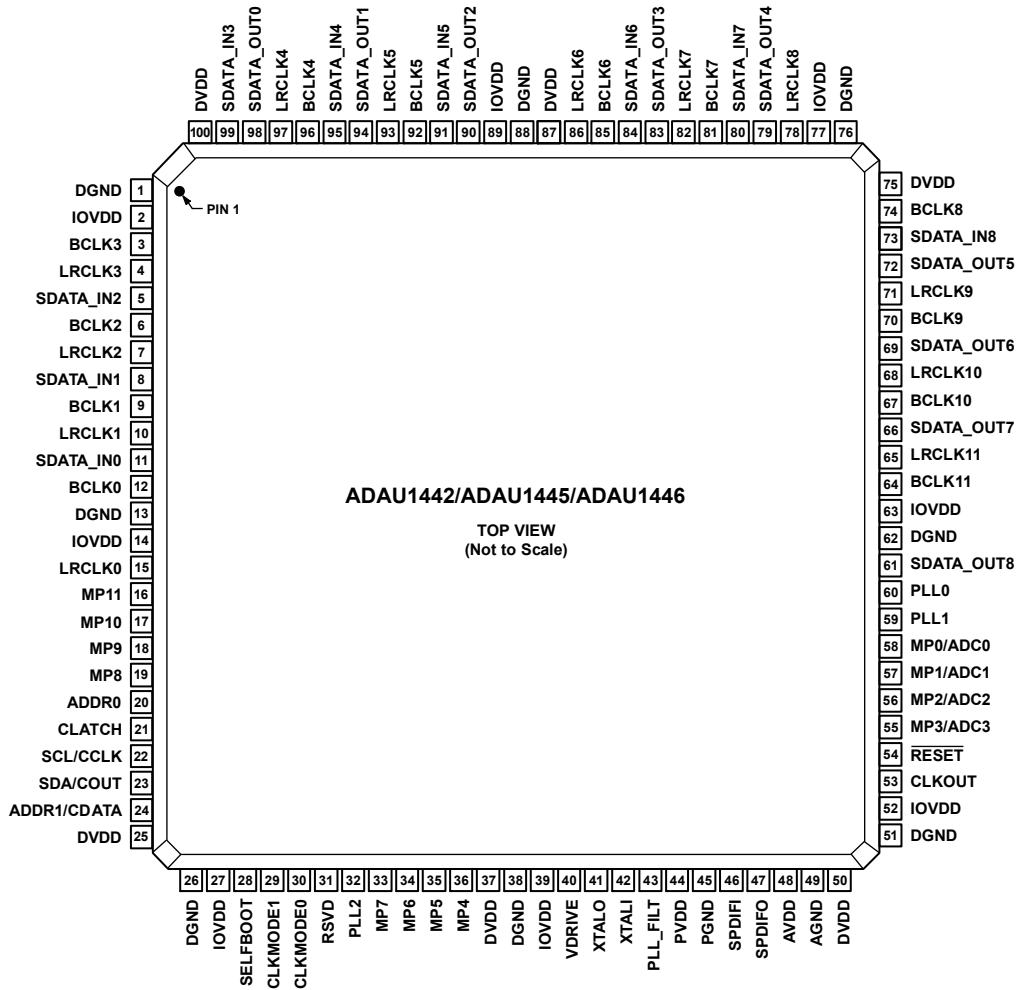 DVDD
SDATA_IN3
SDATA_OUT0
LRCLK4
BCLK4
SDATA_IN4
SDATA_OUT1
LRCLK5
BCLK5
SDATA_IN5
SDATA_OUT2
IOVDD
DGND
DVDD
LRCLK6
BCLK6
SDATA_IN6
SDATA_OUT3
LRCLK7
BCLK7
SDATA_IN7
SDATA_OUT4
LRCLK8
IOVDD
DGND
100 99 98 97 96 95 94 93 92 91 90 89 88 87 86 85 84 83 82 81 80 79 78 77 76
DGND 1
IOVDD 2
BCLK3 3
LRCLK3 4
SDATA_IN2 5
BCLK2 6
LRCLK2 7
SDATA_IN1 8
BCLK1 9
LRCLK1 10
SDATA_IN0 11
BCLK0 12
DGND 13
IOVDD 14
LRCLK0 15
MP11 16
MP10 17
MP9 18
MP8 19
ADDR0 20
CLATCH 21
SCL/CCLK 22
SDA/COUT 23
ADDR1/CDATA 24
DVDD 25
PIN 1
ADAU1442/ADAU1445/ADAU1446
TOP VIEW
(Not to Scale)
75 DVDD
74 BCLK8
73 SDATA_IN8
72 SDATA_OUT5
71 LRCLK9
70 BCLK9
69 SDATA_OUT6
68 LRCLK10
67 BCLK10
66 SDATA_OUT7
65 LRCLK11
64 BCLK11
63 IOVDD
62 DGND
61 SDATA_OUT8
60 PLL0
59 PLL1
58 MP0/ADC0
57 MP1/ADC1
56 MP2/ADC2
55 MP3/ADC3
54 RESET
53 CLKOUT
52 IOVDD
51 DGND
26 27 28 29 30 31 32 33 34 35 36 37 38 39 40 41 42 43 44 45 46 47 48 49 50
DGND
IOVDD
SELFBOOT
CLKMODE1
CLKMODE0
RSVD
PLL2
MP7
MP6
MP5
MP4
DVDD
DGND
IOVDD
VDRIVE
XTALO
XTALI
PLL_FILT
PVDD
PGND
SPDIFI
SPDIFO
AVDD
AGND
DVDD